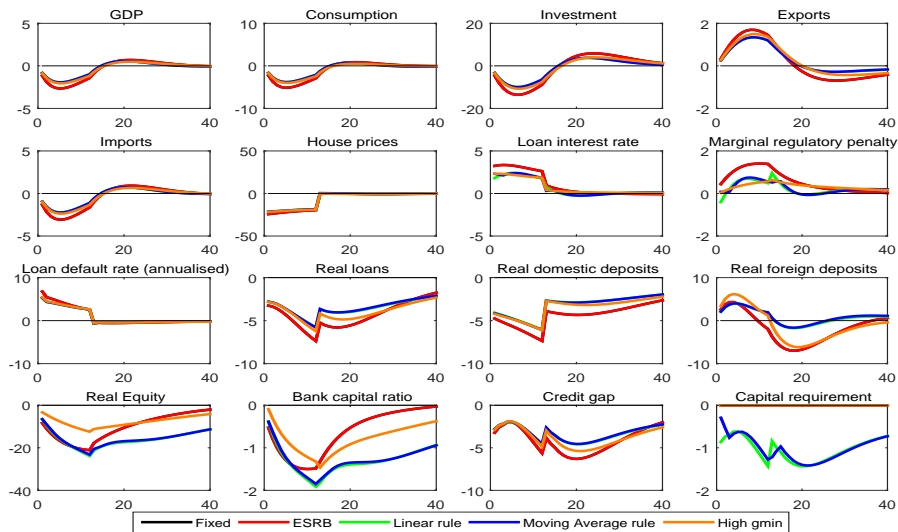 GDP Consumption Investment Exports
5 10 20 2
0 0 0 0
-5 -10 -20 -2
0 20 40 0 20 40 0 20 40 0 20 40
Imports House prices Loan interest rate Marginal regulatory penalty
5 50 5 2
0 0 0 0
-5 -50 -5 -2
0 20 40 0 20 40 0 20 40 0 20 40
Loan default rate (annualised) Real loans Real domestic deposits Real foreign deposits
10 0 0 10
0 -5 -5 0
-10 -10 -10 -10
0 20 40 0 20 40 0 20 40 0 20 40
Real Equity Bank capital ratio Credit gap Capital requirement
0 0 0 0
-20 -1 -5 -1
-40 -2 -10 -2
0 20 40 0 20 40 0 20 40 0 20 40
Fixed ESRB Linear rule Moving Average rule High gmin